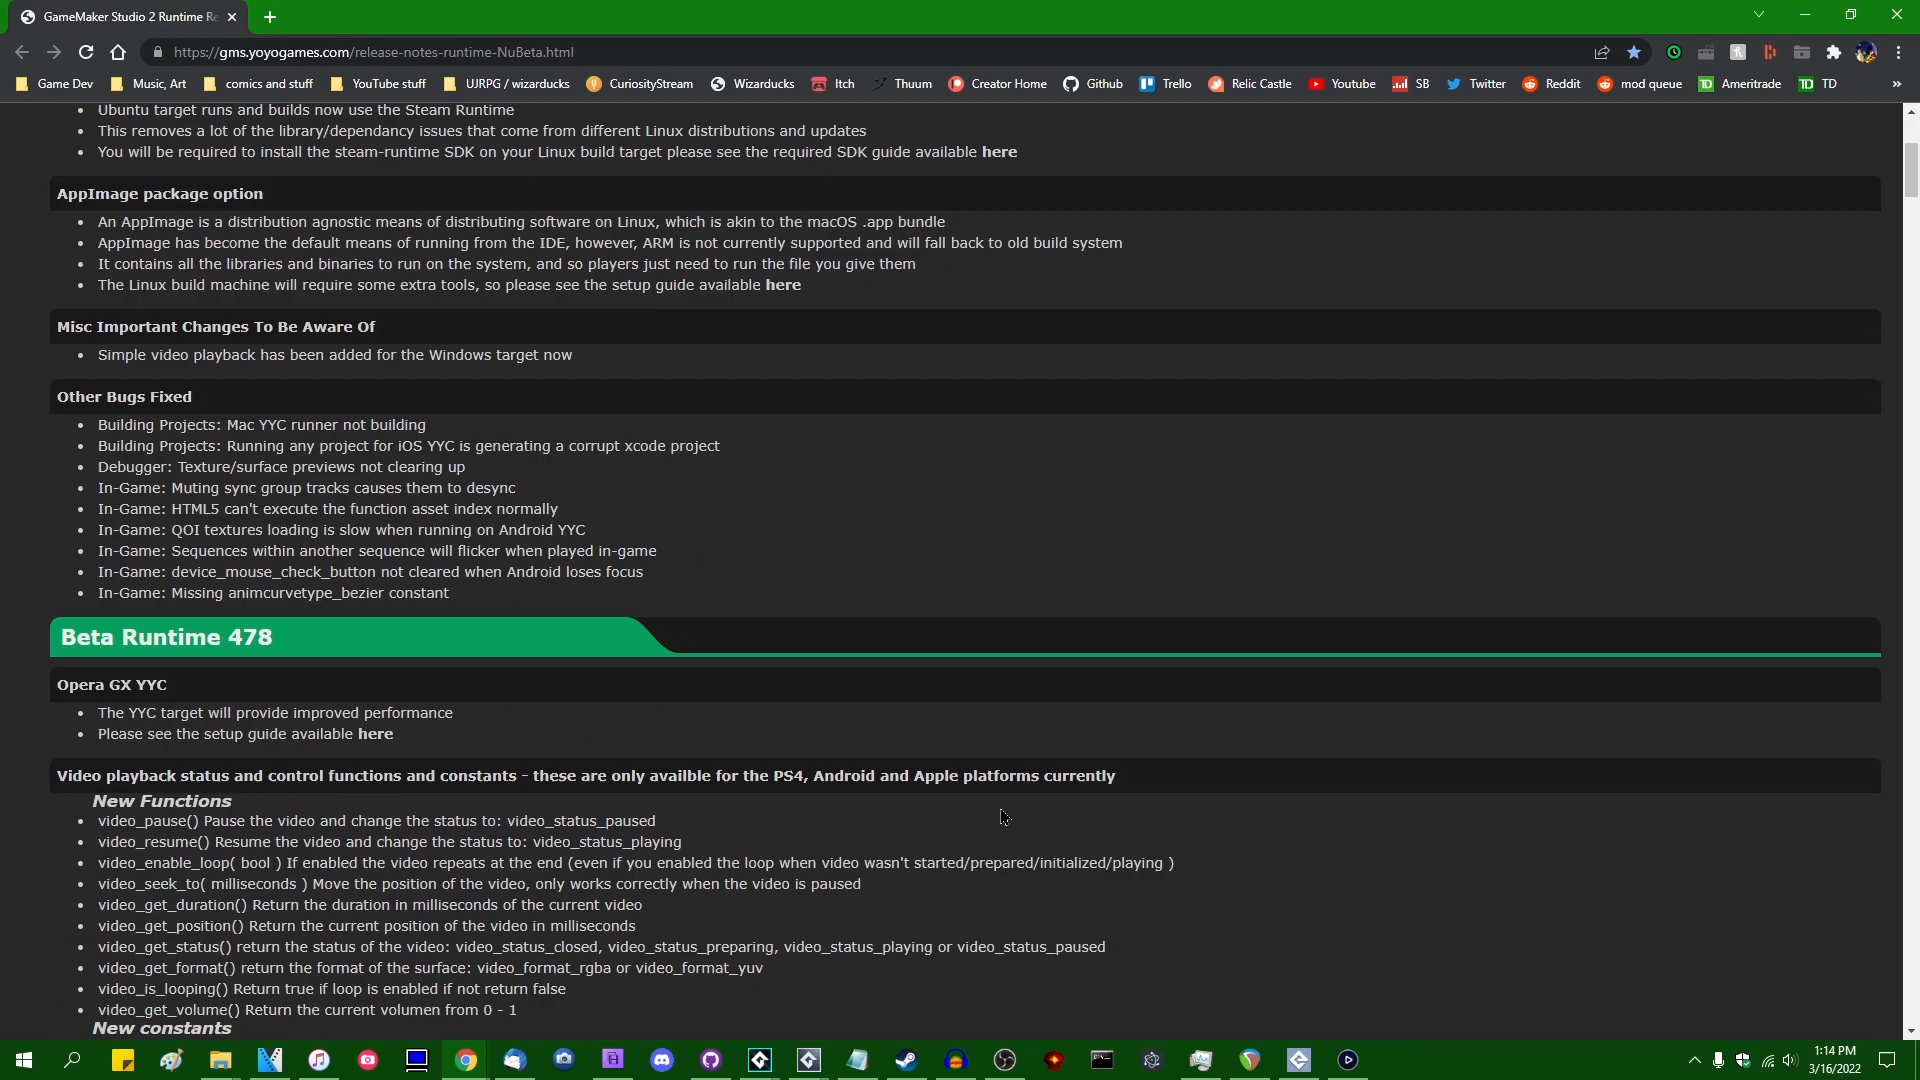 GameMaker Studio 2 Runtime Re
https://gms.yoyogames.com/release-notes-runtime-NuBeta.html
Game Dev
Music, Art
comics and stuff
YouTube stuff
UJRPG / wizarducks
CuriosityStream
Wizarducks
Itch
Thuum
Creator Home
Github
Trello
Relic Castle
Youtube
SB
Twitter
Reddit
mod queue
Ameritrade
TD
»
Ubuntu target runs and builds now use the Steam Runtime
This removes a lot of the library/dependancy issues that come from different Linux distributions and updates
You will be required to install the steam-runtime SDK on your Linux build target please see the required SDK guide available here
AppImage package option
An AppImage is a distribution agnostic means of distributing software on Linux, which is akin to the macOS .app bundle
AppImage has become the default means of running from the IDE, however, ARM is not currently supported and will fall back to old build system
It contains all the libraries and binaries to run on the system, and so players just need to run the file you give them
The Linux build machine will require some extra tools, so please see the setup guide available here
Misc Important Changes To Be Aware Of
Simple video playback has been added for the Windows target now
Other Bugs Fixed
Building Projects: Mac YYC runner not building
Building Projects: Running any project for iOS YYC is generating a corrupt xcode project
Debugger: Texture/surface previews not clearing up
In-Game: Muting sync group tracks causes them to desync
In-Game: HTML5 can't execute the function asset index normally
In-Game: QOI textures loading is slow when running on Android YYC
In-Game: Sequences within another sequence will flicker when played in-game
In-Game: device_mouse_check_button not cleared when Android loses focus
In-Game: Missing animcurvetype_bezier constant
Beta Runtime 478
Opera GX YYC
The YYC target will provide improved performance
Please see the setup guide available here
Video playback status and control functions and constants - these are only availble for the PS4, Android and Apple platforms currently
New Functions
video_pause() Pause the video and change the status to: video_status_paused
video_resume() Resume the video and change the status to: video_status_playing
video_enable_loop( bool ) If enabled the video repeats at the end (even if you enabled the loop when video wasn't started/prepared/initialized/playing )
video_seek_to( milliseconds ) Move the position of the video, only works correctly when the video is paused
video_get_duration() Return the duration in milliseconds of the current video
video_get_position() Return the current position of the video in milliseconds
video_get_status() return the status of the video: video_status_closed, video_status_preparing, video_status_playing or video_status_paused
video_get_format() return the format of the surface: video_format_rgba or video_format_yuv
video_is_looping() Return true if loop is enabled if not return false
video_get_volume() Return the current volumen from 0 - 1
New constants
1:14 PM
3/16/2022